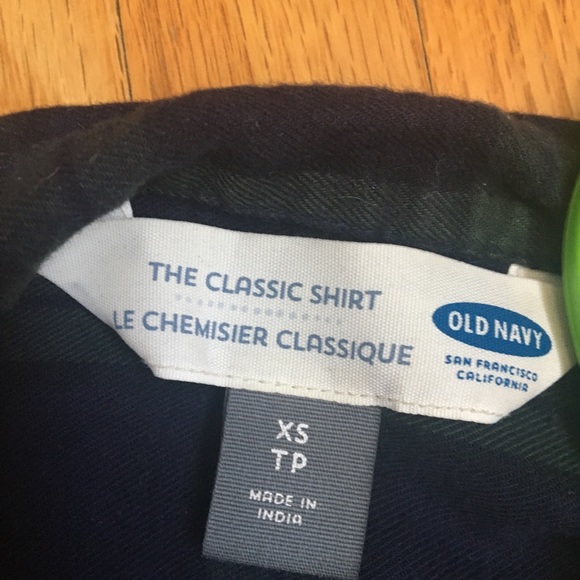 THE CLASSIC SHIRT
LE CHEMISIER CLASSIQUE
OLD NAVY
SAN FRANCISCO
CALIFORNIA
XS
TP
MADE IN
INDIA